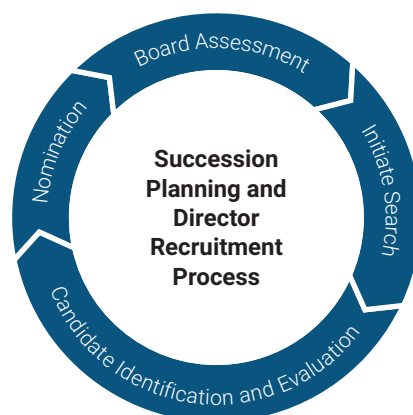 Board Assessment
Initiate Search
Candidate Identification and Evaluation
Nomination
Succession
Planning and
Director
Recruitment
Process